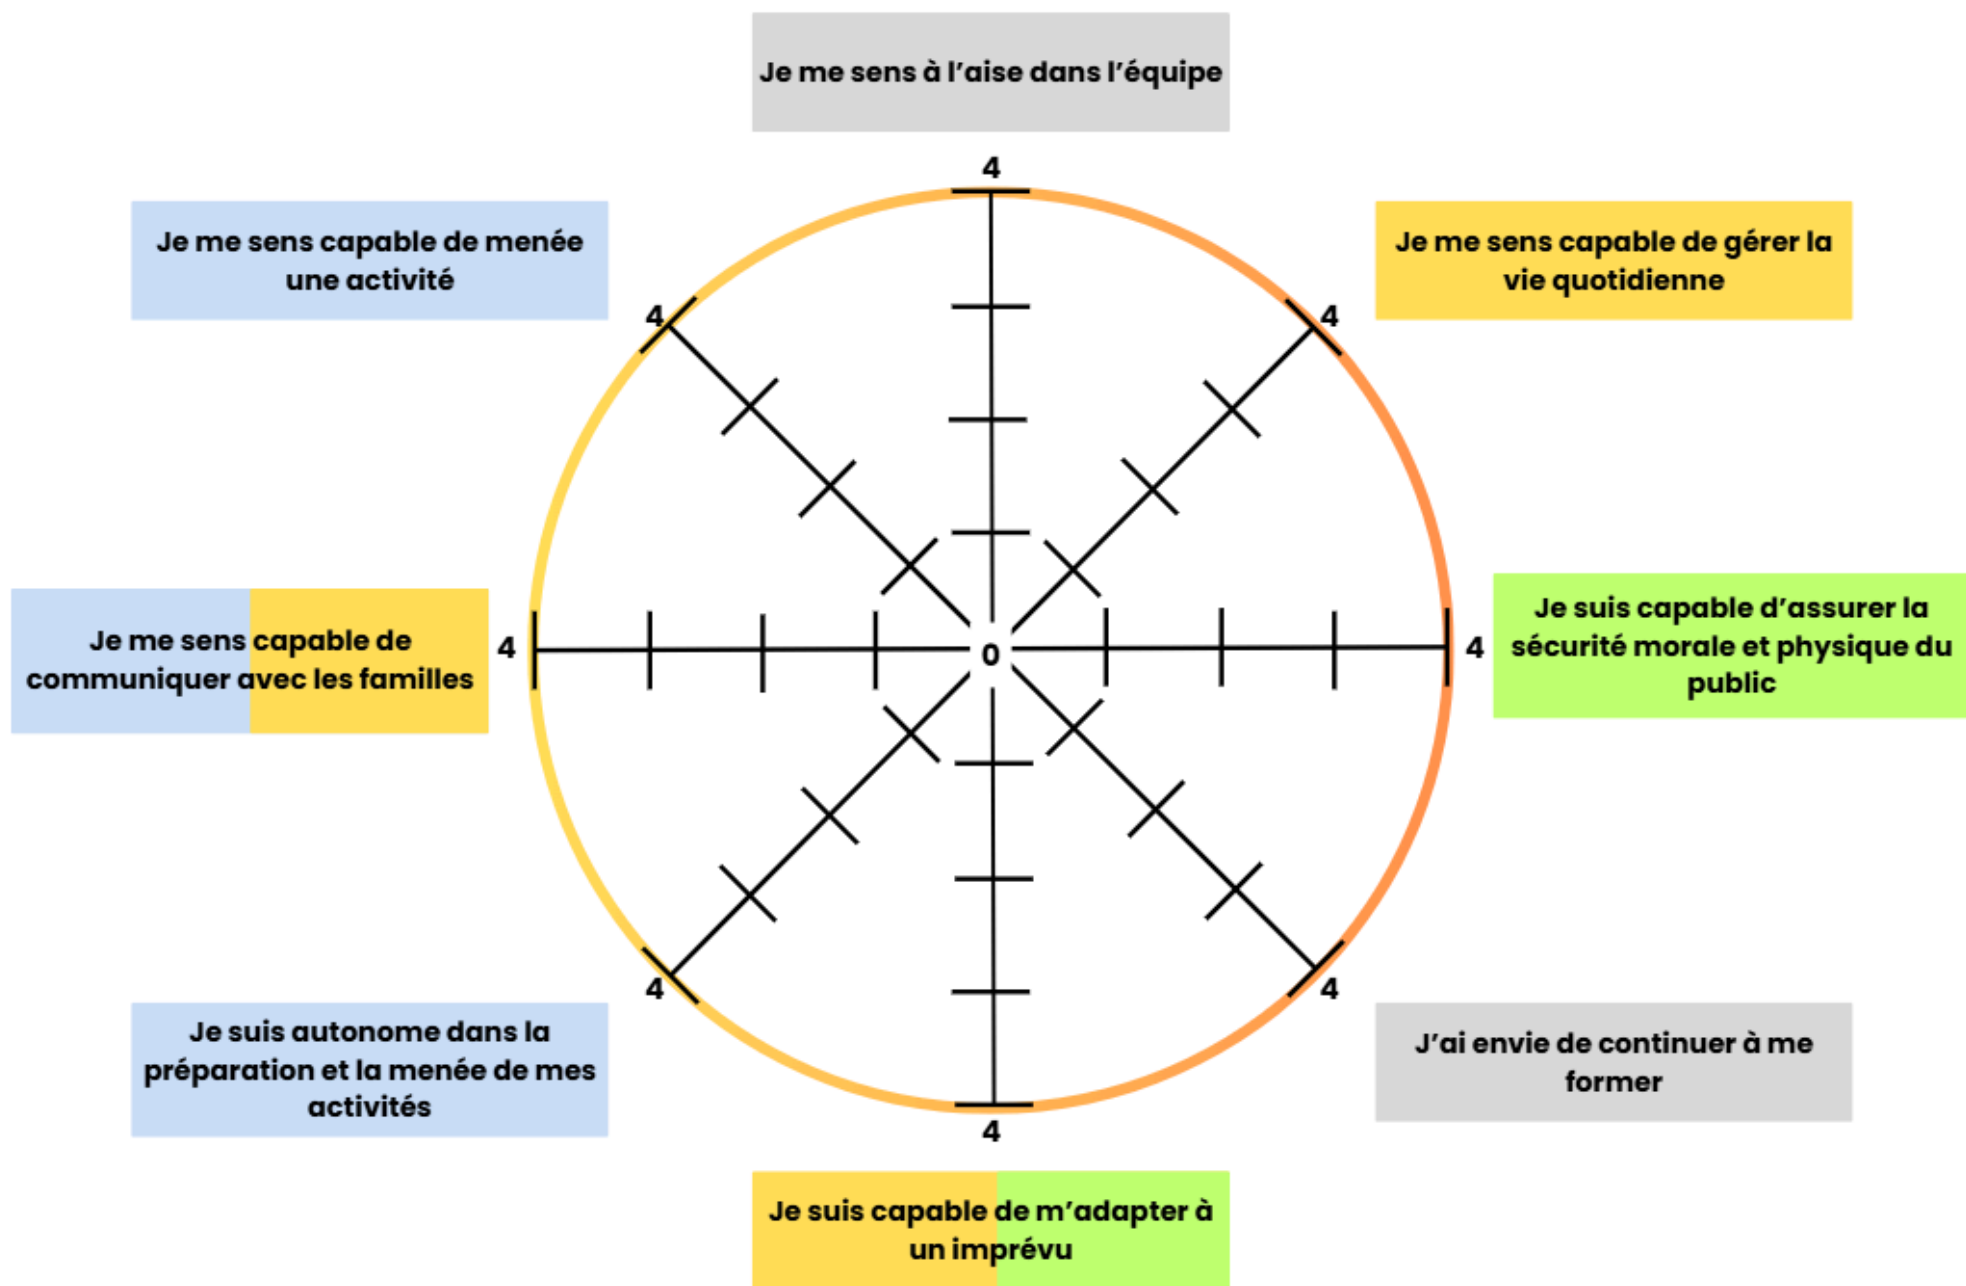 Je me sens à l'aise dans l'équipe
4
Je me sens capable de menée
une activité
4
Je me sens capable de gérer la
vie quotidienne
4
Je me sens capable de
communiquer avec les familles
4
0
4
Je suis capable d'assurer la
sécurité morale et physique du
public
4
Je suis autonome dans la
préparation et la menée de mes
activités
4
J'ai envie de continuer à me
former
4
Je suis capable de m'adapter à
un imprévu